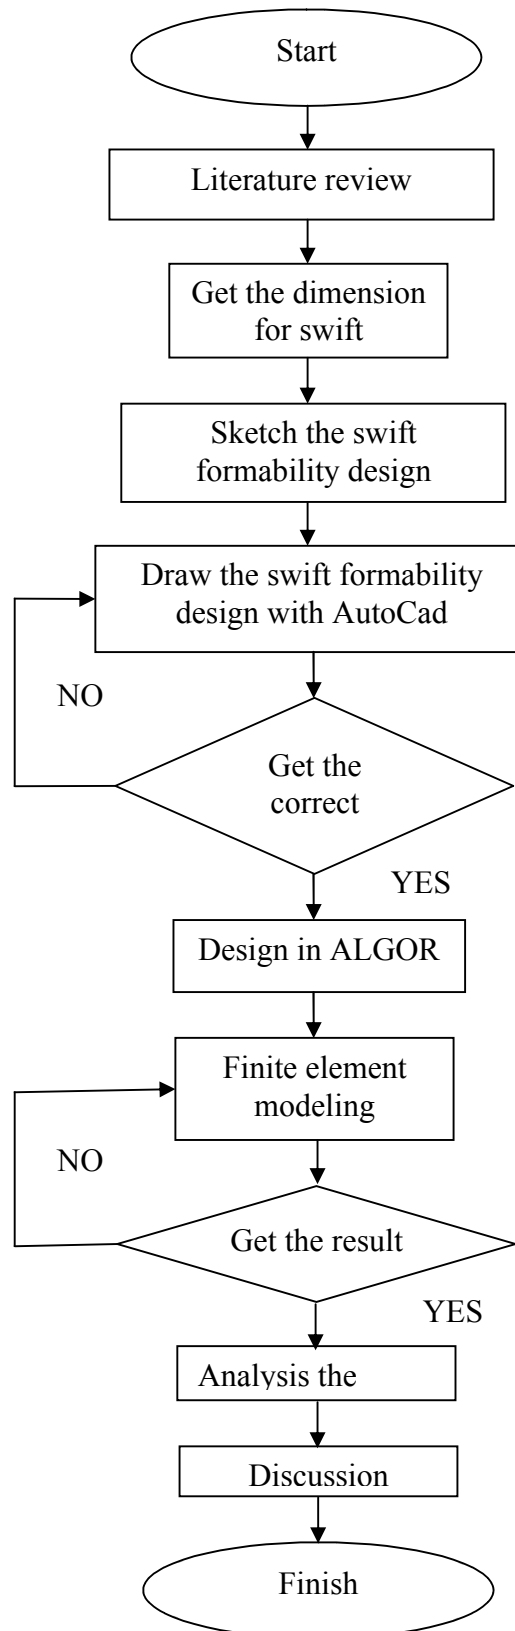 Start
Literature review
Get the dimension
for swift
Sketch the swift
formability design
Draw the swift formability
design with AutoCad
NO
Get the
correct
YES
Design in ALGOR
Finite element
modeling
NO
Get the result
YES
Analysis the
Discussion
Finish